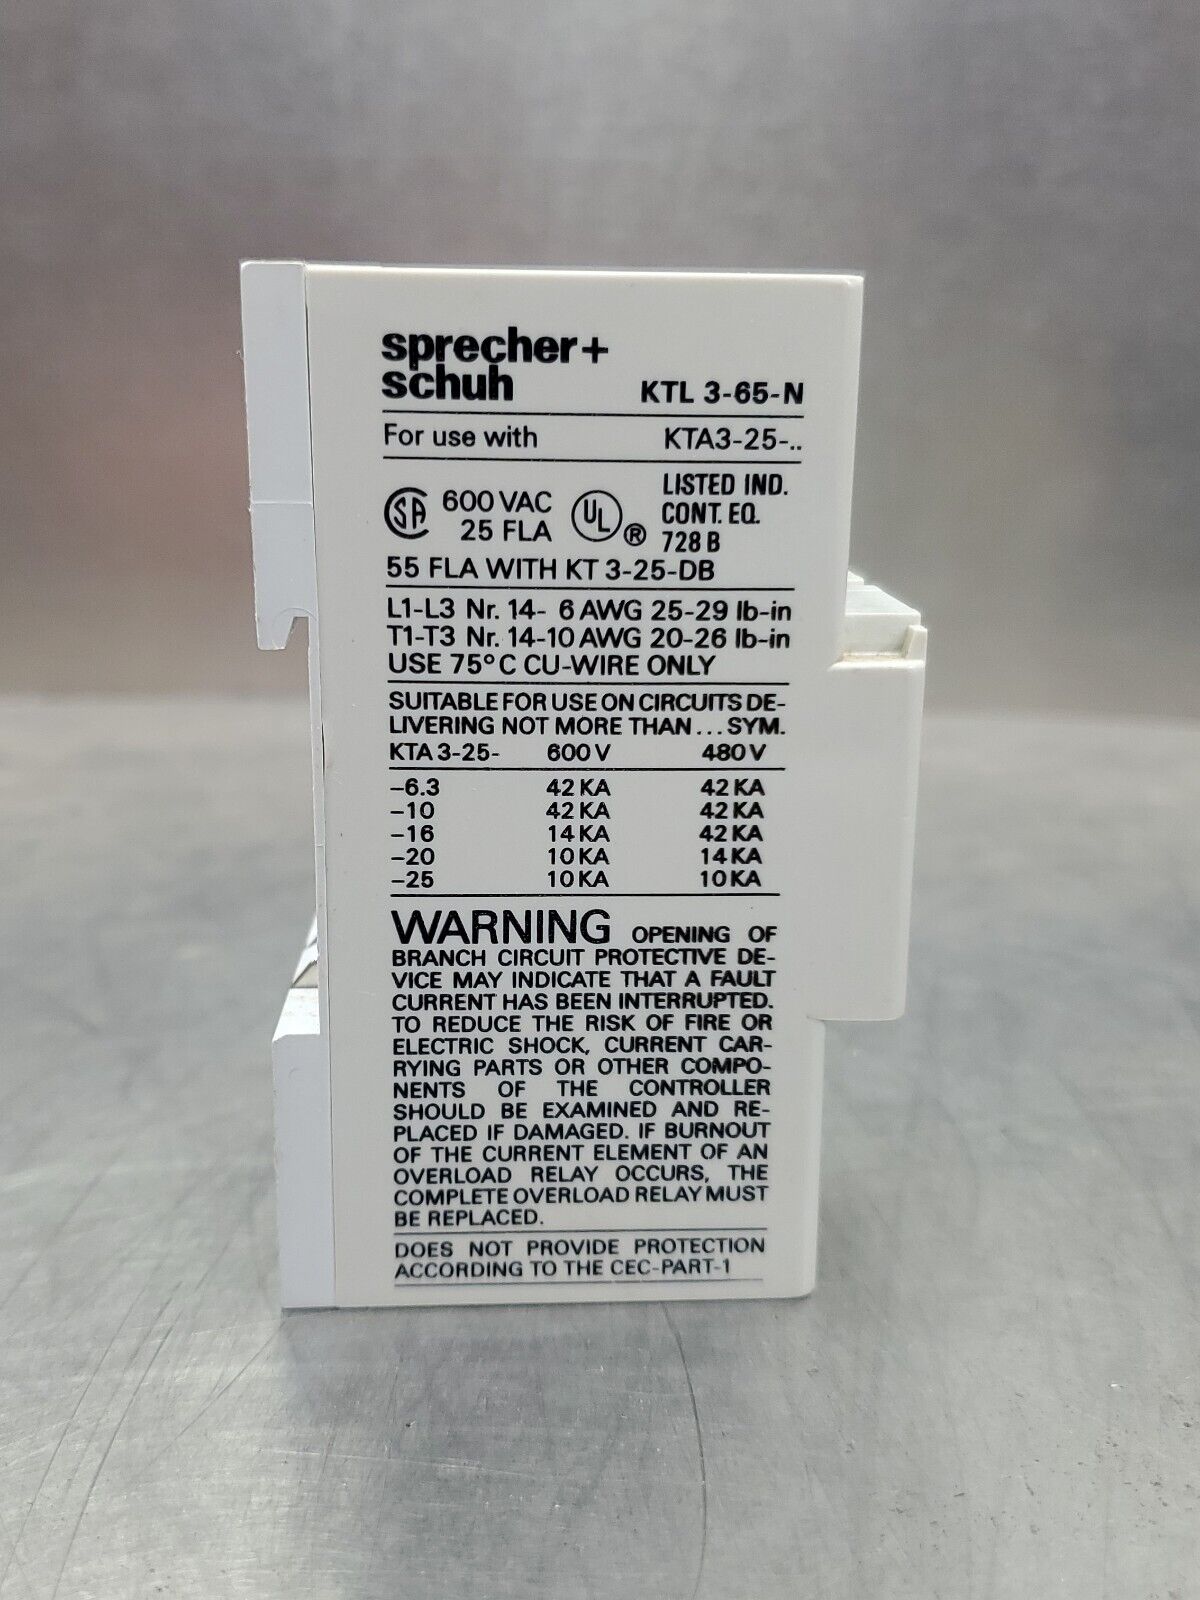 sprecher+
schuh KTL 3-65-N
For use with KTA3-25-..
SA 600 VAC UL ® LISTED IND.
25 FLA CONT. EQ.
728 B
55 FLA WITH KT 3-25-DB
L1-L3 Nr. 14- 6 AWG 25-29 lb-in
T1-T3 Nr. 14-10 AWG 20-26 lb-in
USE 75°C CU-WIRE ONLY
SUITABLE FOR USE ON CIRCUITS DE-
LIVERING NOT MORE THAN ... SYM.
KTA 3-25- 600 V 480 V
-6.3 42 KA 42 KA
-10 42 KA 42 KA
-16 14 KA 42 KA
-20 10 KA 14 KA
-25 10 KA 10 KA
WARNING OPENING OF
BRANCH CIRCUIT PROTECTIVE DE-
VICE MAY INDICATE THAT A FAULT
CURRENT HAS BEEN INTERRUPTED.
TO REDUCE THE RISK OF FIRE OR
ELECTRIC SHOCK, CURRENT CAR-
RYING PARTS OR OTHER COMPO-
NENTS OF THE CONTROLLER
SHOULD BE EXAMINED AND RE-
PLACED IF DAMAGED. IF BURNOUT
OF THE CURRENT ELEMENT OF AN
OVERLOAD RELAY OCCURS, THE
COMPLETE OVERLOAD RELAY MUST
BE REPLACED.
DOES NOT PROVIDE PROTECTION
ACCORDING TO THE CEC-PART-1